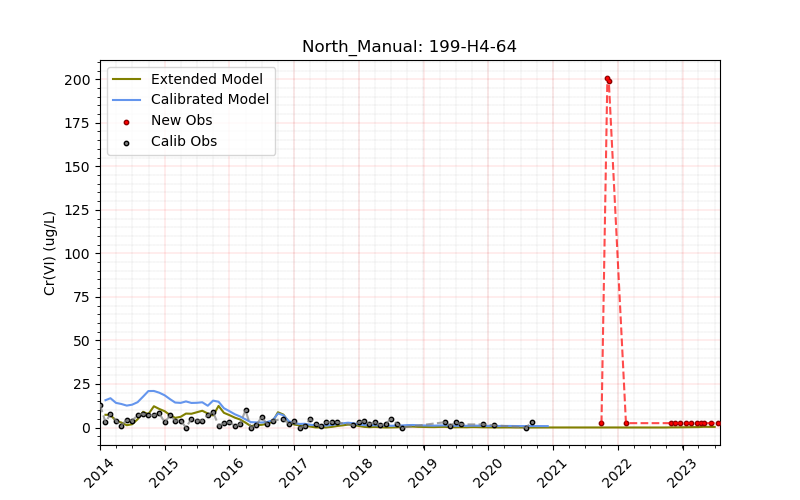 North_Manual: 199-H4-64
Extended Model
Calibrated Model
New Obs
Calib Obs
Cr(VI) (ug/L)
200
175
150
125
100
75
50
25
0
2014 2015 2016 2017 2018 2019 2020 2021 2022 2023